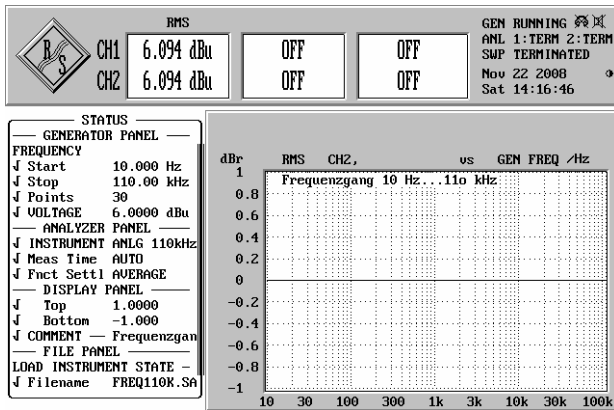 RMS
CH1 6.094 dBu OFF OFF
CH2 6.094 dBu OFF OFF
R S
GEN RUNNING
ANL 1:TERM 2:TERM
SWP TERMINATED
Nov 22 2008
Sat 14:16:46
STATUS
GENERATOR PANEL
FREQUENCY
Start 10.000 Hz
Stop 110.00 kHz
Points 30
VOLTAGE 6.0000 dBu
ANALYZER PANEL
INSTRUMENT ANLG 110kHz
Meas Time AUTO
Fnct Settl AVERAGE
DISPLAY PANEL
Top 1.0000
Bottom -1.000
COMMENT — Frequenzgan
FILE PANEL
LOAD INSTRUMENT STATE -
Filename FREQ110K.SA
dBr RMS CH2, vs GEN FREQ /Hz
Frequenzgang 10 Hz...11o kHz
1
0.8
0.6
0.4
0.2
0
-0.2
-0.4
-0.6
-0.8
-1
10 30 100 300 1k 3k 10k 30k 100k